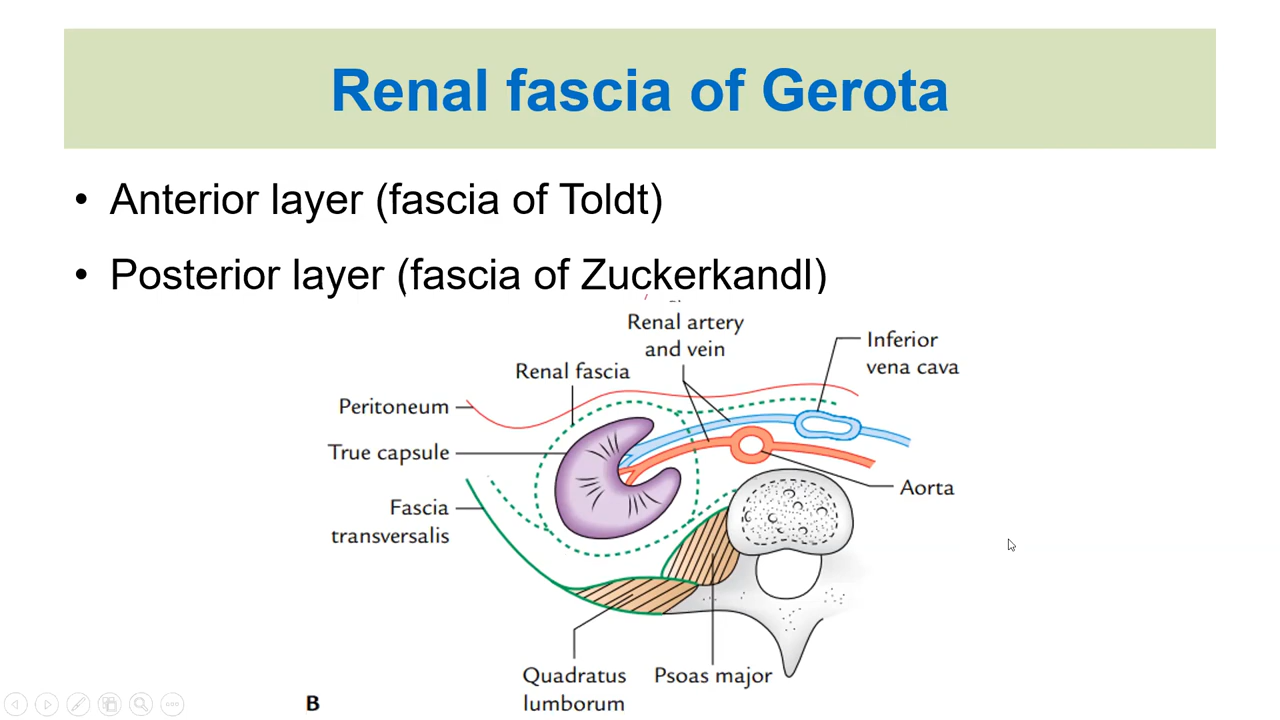 Renal fascia of Gerota
• Anterior layer (fascia of Toldt)
• Posterior layer (fascia of Zuckerkandl)
Renal artery
and vein
Inferior
vena cava
Renal fascia
Peritoneum
True capsule
Fascia
transversalis
Aorta
Quadratus
lumborum
Psoas major
B